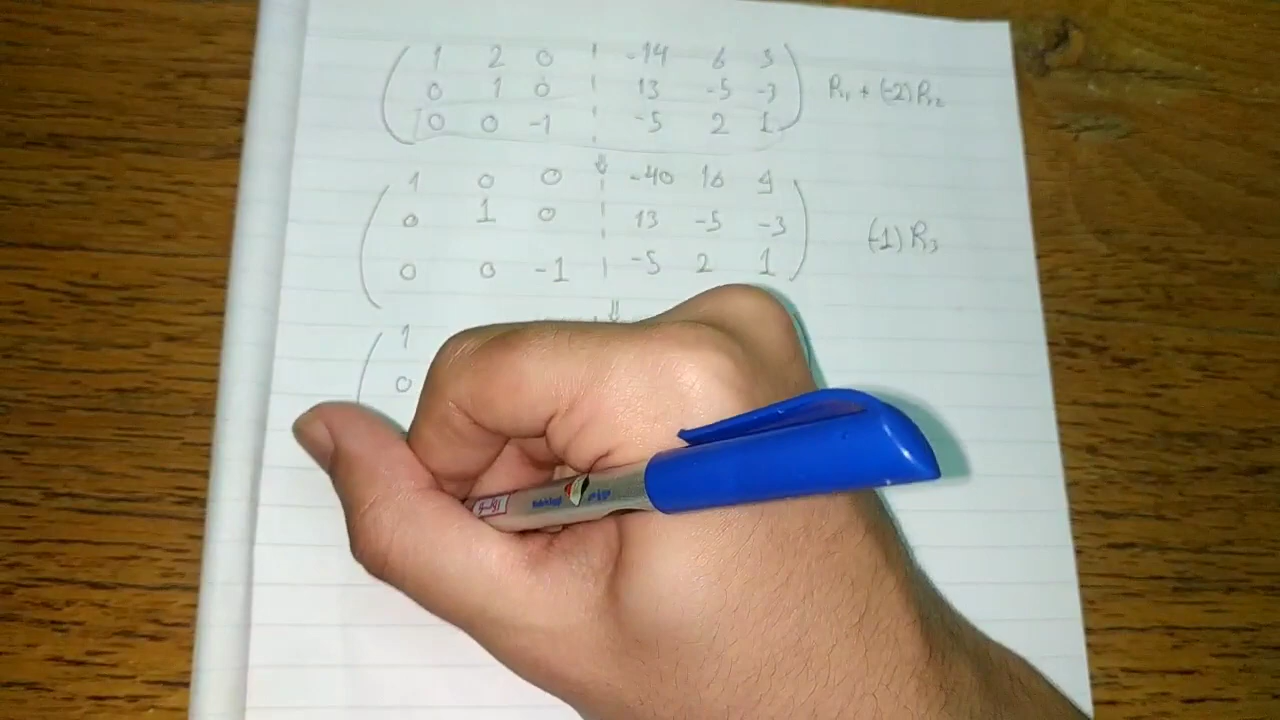 1 2 0 -14 6 3
0 1 0 13 -5 -3 R₁ + (-2)R₂
0 0 -1 -5 2 1
⇓
1 0 0 -40 16 9
0 1 0 13 -5 -3 (-1)R₃
0 0 -1 -5 2 1
⇓
1
0